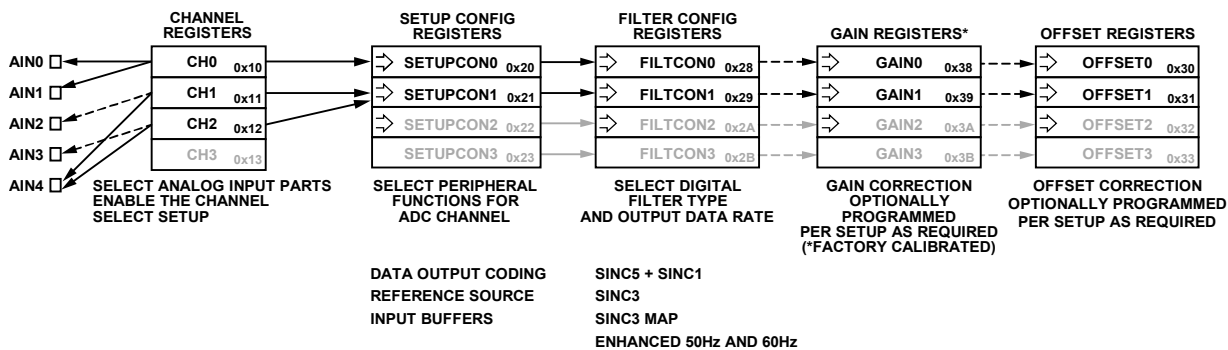 CHANNEL
REGISTERS
SETUP CONFIG
REGISTERS
FILTER CONFIG
REGISTERS
GAIN REGISTERS*
OFFSET REGISTERS
AIN0
AIN1
AIN2
AIN3
AIN4
CH0 0x10
CH1 0x11
CH2 0x12
CH3 0x13
SELECT ANALOG INPUT PARTS
ENABLE THE CHANNEL
SELECT SETUP
SETUPCON0 0x20
SETUPCON1 0x21
SETUPCON2 0x22
SETUPCON3 0x23
SELECT PERIPHERAL
FUNCTIONS FOR
ADC CHANNEL
FILTCON0 0x28
FILTCON1 0x29
FILTCON2 0x2A
FILTCON3 0x2B
SELECT DIGITAL
FILTER TYPE
AND OUTPUT DATA RATE
GAIN0 0x38
GAIN1 0x39
GAIN2 0x3A
GAIN3 0x3B
GAIN CORRECTION
OPTIONALLY
PROGRAMMED
PER SETUP AS REQUIRED
(*FACTORY CALIBRATED)
OFFSET0 0x30
OFFSET1 0x31
OFFSET2 0x32
OFFSET3 0x33
OFFSET CORRECTION
OPTIONALLY PROGRAMMED
PER SETUP AS REQUIRED
DATA OUTPUT CODING
REFERENCE SOURCE
INPUT BUFFERS
SINC5 + SINC1
SINC3
SINC3 MAP
ENHANCED 50Hz AND 60Hz